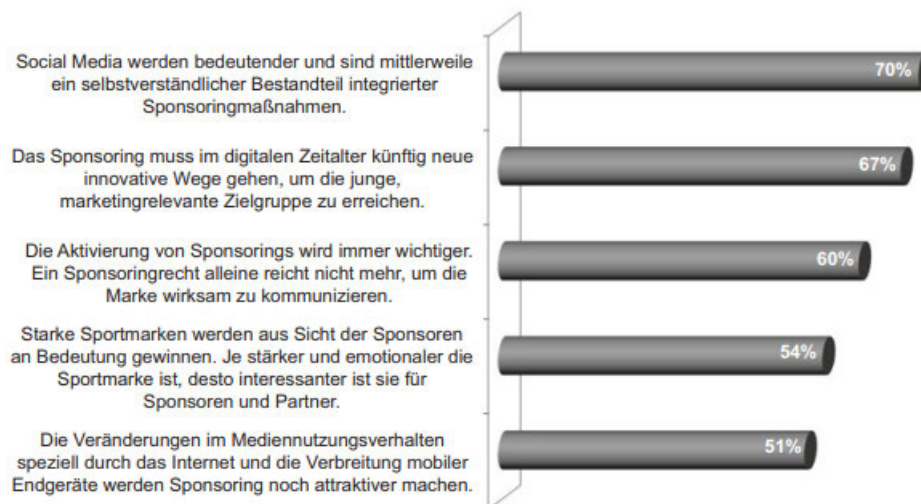 Social Media werden bedeutender und sind mittlerweile
ein selbstverständlicher Bestandteil integrierter
Sponsoringmaßnahmen.
70%
Das Sponsoring muss im digitalen Zeitalter künftig neue
innovative Wege gehen, um die junge,
marketingrelevante Zielgruppe zu erreichen.
67%
Die Aktivierung von Sponsorings wird immer wichtiger.
Ein Sponsoringrecht alleine reicht nicht mehr, um die
Marke wirksam zu kommunizieren.
60%
Starke Sportmarken werden aus Sicht der Sponsoren
an Bedeutung gewinnen. Je stärker und emotionaler die
Sportmarke ist, desto interessanter ist sie für
Sponsoren und Partner.
54%
Die Veränderungen im Mediennutzungsverhalten
speziell durch das Internet und die Verbreitung mobiler
Endgeräte werden Sponsoring noch attraktiver machen.
51%